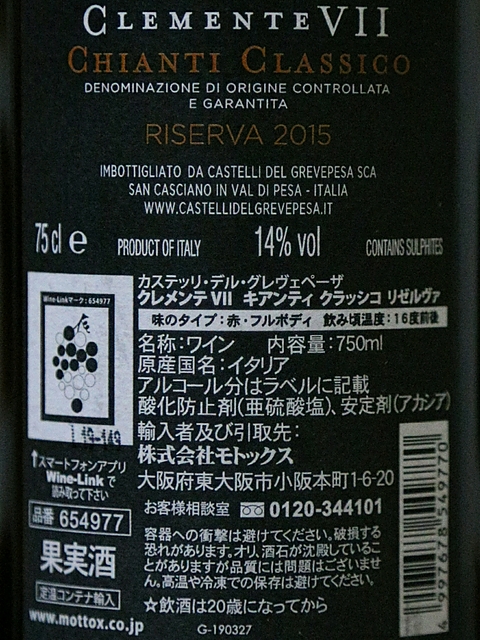 CLEMENTE VII
CHIANTI CLASSICO
DENOMINAZIONE DI ORIGINE CONTROLLATA
E GARANTITA
RISERVA 2015
IMBOTTIGLIATO DA CASTELLI DEL GREVEPESA SCA
SAN CASCIANO IN VAL DI PESA - ITALIA
WWW.CASTELLIDELGREVEPESA.IT
75 cl e PRODUCT OF ITALY 14% vol CONTAINS SULPHITES
カステッリ・デル・グレヴェペーザ
クレメンテ VII キアンティ クラッシコ リゼルヴァ
味のタイプ:赤・フルボディ 飲み頃温度:16度前後
名称:ワイン 内容量:750ml
原産国名:イタリア
アルコール分はラベルに記載
酸化防止剤(亜硫酸塩)、安定剤(アカシア)
輸入者及び引取先:
株式会社モトックス
大阪府東大阪市小阪本町1-6-20
お客様相談室 0120-344101
容器への衝撃は避けてください。破損する
恐れがあります。オリ、酒石が沈殿しているこ
とがありますが品質には問題はございませ
ん。高温や冷凍での保存は避けてください。
☆飲酒は20歳になってから
G-190327
Wine-Linkマーク:654977
L 19-149
↑スマートフォンアプリ
Wine-Link で
読み取って下さい
品番 654977
果実酒
定温コンテナ輸入
www.mottox.co.jp
4 997678 549770